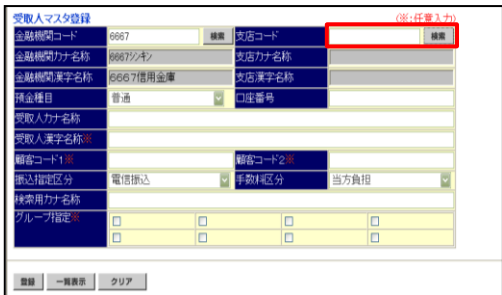 受取人マスタ登録 (※:任意入力)
金融機関コード 6667 検索 支店コード 検索
金融機関カナ名称 6667シンキン 支店カナ名称
金融機関漢字名称 6667信用金庫 支店漢字名称
預金種目 普通 口座番号
受取人カナ名称
受取人漢字名称※
顧客コード1※ 顧客コード2※
振込指定区分 電信振込 手数料区分 当方負担
検索用カナ名称
グループ指定※
登録 一覧表示 クリア